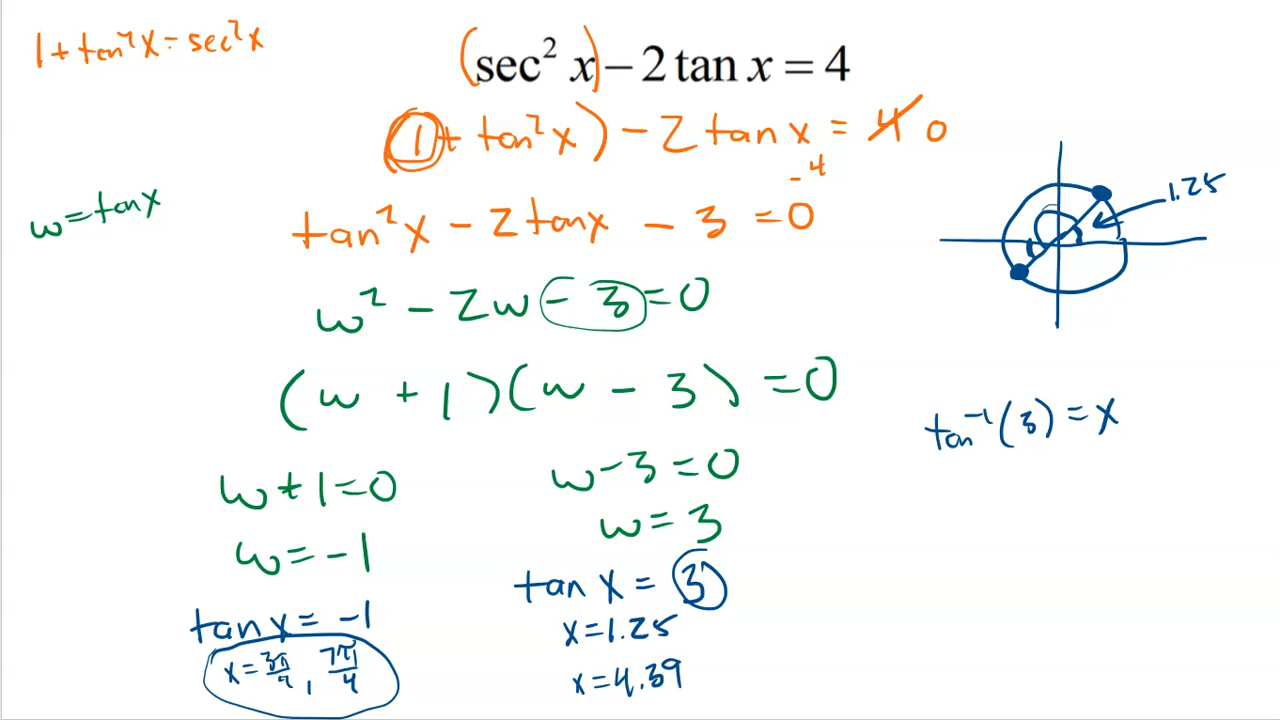 1 + tan²x = sec²x
(sec² x) − 2 tan x = 4
(1 + tan²x) − 2 tan x = 4 0
- 4
w = tan x
tan²x − 2 tan x − 3 = 0
1.25
w² − 2w − 3 = 0
(w + 1)(w − 3) = 0
tan⁻¹(3) = x
w + 1 = 0
w − 3 = 0
w = −1
w = 3
tan x = −1
tan x = 3
x = 3π/4, 7π/4
x = 1.25
x = 4.39